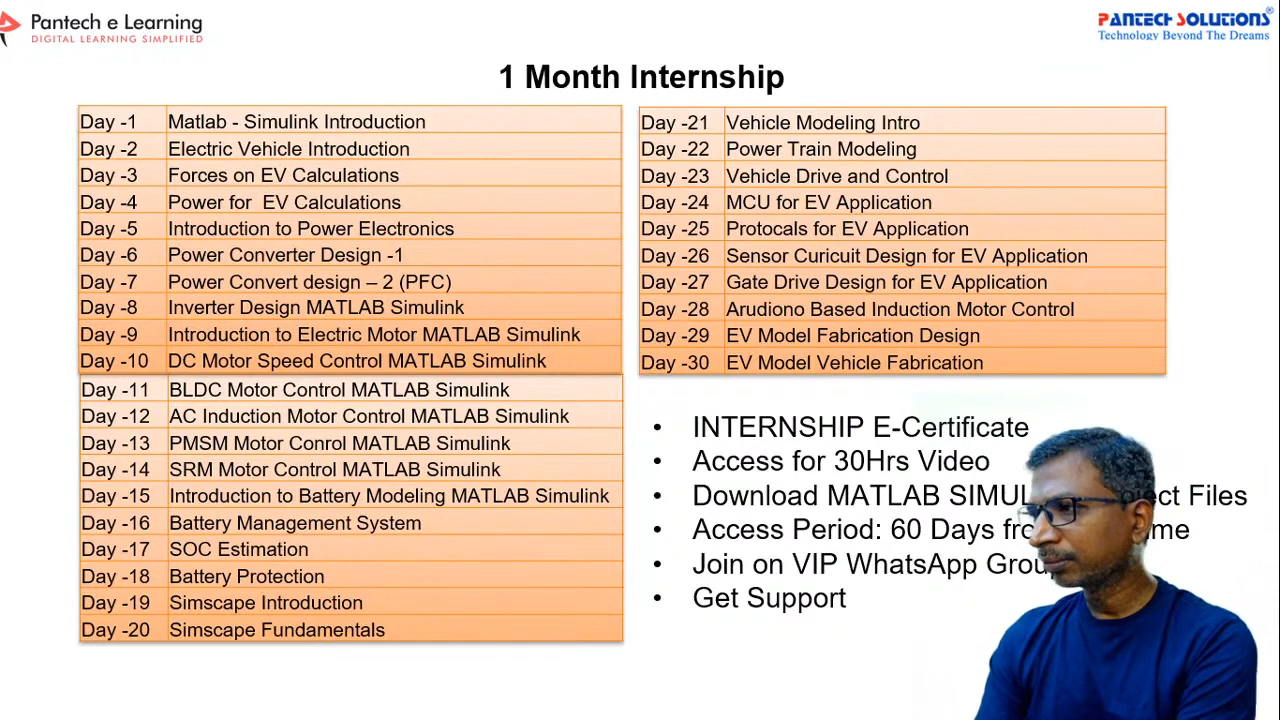 Pantech e Learning
DIGITAL LEARNING SIMPLIFIED
PANTECH SOLUTIONS®
Technology Beyond The Dreams
1 Month Internship
Day -1 Matlab - Simulink Introduction
Day -2 Electric Vehicle Introduction
Day -3 Forces on EV Calculations
Day -4 Power for EV Calculations
Day -5 Introduction to Power Electronics
Day -6 Power Converter Design -1
Day -7 Power Convert design – 2 (PFC)
Day -8 Inverter Design MATLAB Simulink
Day -9 Introduction to Electric Motor MATLAB Simulink
Day -10 DC Motor Speed Control MATLAB Simulink
Day -11 BLDC Motor Control MATLAB Simulink
Day -12 AC Induction Motor Control MATLAB Simulink
Day -13 PMSM Motor Conrol MATLAB Simulink
Day -14 SRM Motor Control MATLAB Simulink
Day -15 Introduction to Battery Modeling MATLAB Simulink
Day -16 Battery Management System
Day -17 SOC Estimation
Day -18 Battery Protection
Day -19 Simscape Introduction
Day -20 Simscape Fundamentals
Day -21 Vehicle Modeling Intro
Day -22 Power Train Modeling
Day -23 Vehicle Drive and Control
Day -24 MCU for EV Application
Day -25 Protocals for EV Application
Day -26 Sensor Curicuit Design for EV Application
Day -27 Gate Drive Design for EV Application
Day -28 Arudiono Based Induction Motor Control
Day -29 EV Model Fabrication Design
Day -30 EV Model Vehicle Fabrication
• INTERNSHIP E-Certificate
• Access for 30Hrs Video
• Download MATLAB Files
• Access Period: 60 Days
• Join on VIP WhatsApp
• Get Support